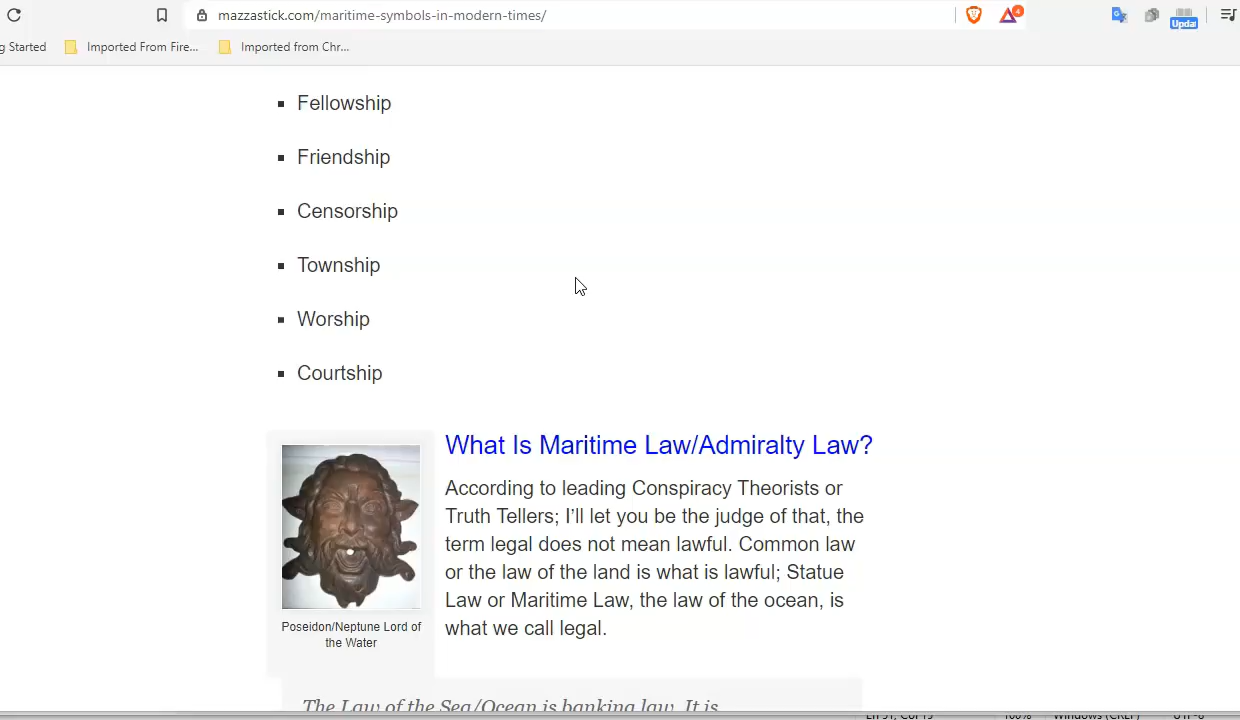 mazzastick.com/maritime-symbols-in-modern-times/
4
Upda
g Started
Imported From Fire...
Imported from Chr...
Fellowship
Friendship
Censorship
Township
Worship
Courtship
What Is Maritime Law/Admiralty Law?
According to leading Conspiracy Theorists or
Truth Tellers; I’ll let you be the judge of that, the
term legal does not mean lawful. Common law
or the law of the land is what is lawful; Statue
Law or Maritime Law, the law of the ocean, is
what we call legal.
Poseidon/Neptune Lord of
the Water
The Law of the Sea/Ocean is banking law. It is